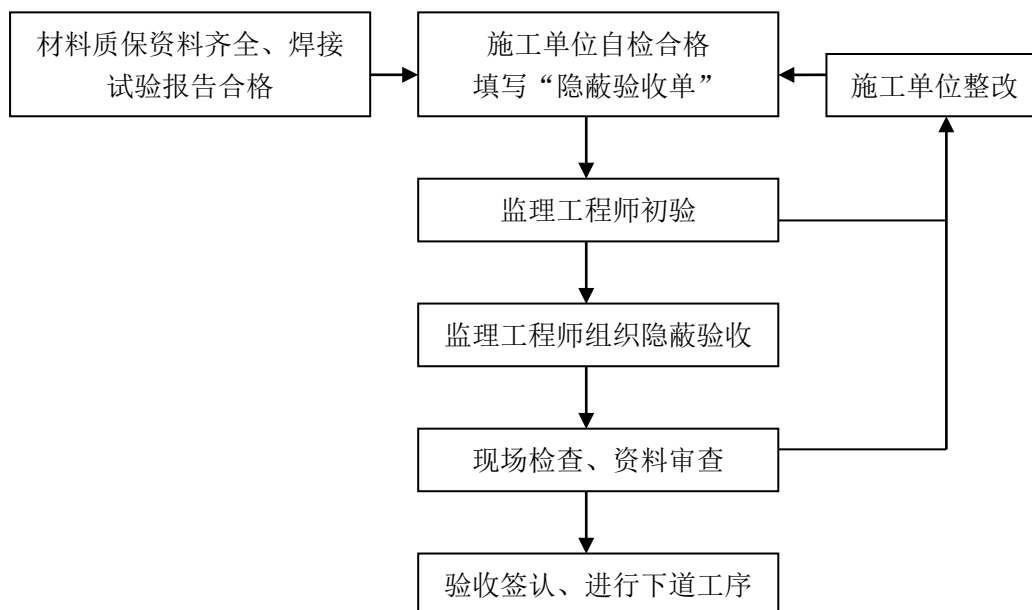 材料质保资料齐全、焊接
试验报告合格
施工单位自检合格
填写“隐蔽验收单”
施工单位整改
监理工程师初验
监理工程师组织隐蔽验收
现场检查、资料审查
验收签认、进行下道工序